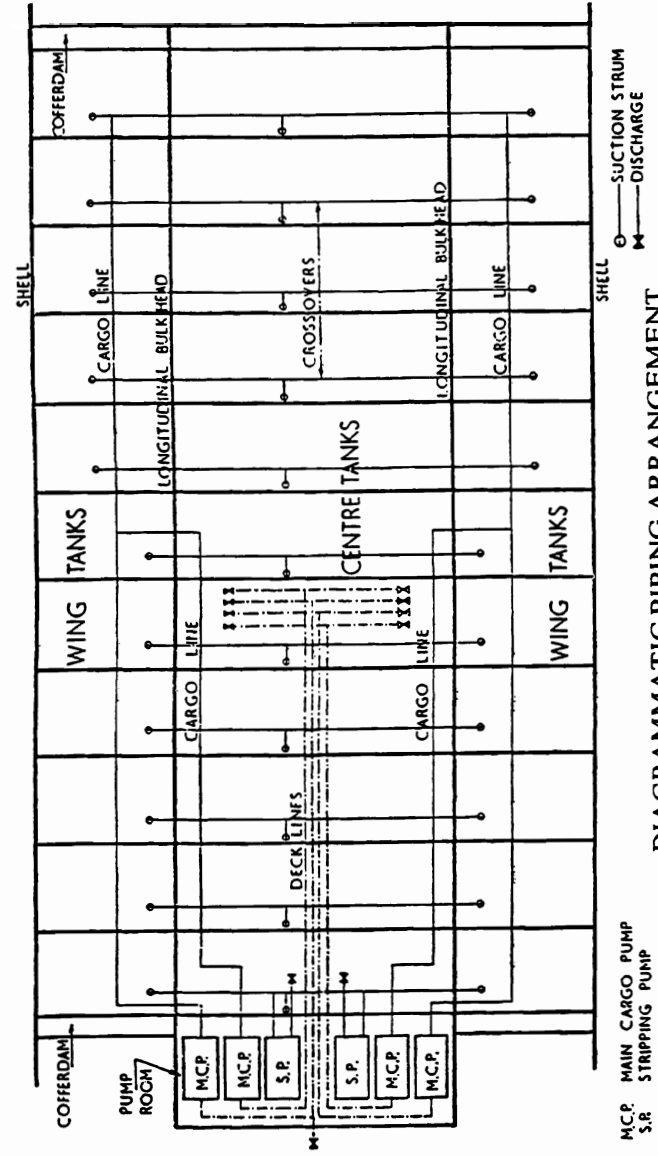 SHELL
COFFERDAM
COFFERDAM
PUMP
ROOM
WING TANKS
CARGO LINE
LONGITUDINAL BULKHEAD
CARGO LINE
M.C.P.
M.C.P.
S.P.
S.P.
M.C.P.
M.C.P.
DECK LINES
CENTRE TANKS
CROSSOVERS
CARGO LINE
LONGITUDINAL BULKHEAD
CARGO LINE
WING TANKS
SHELL
M.C.P. MAIN CARGO PUMP
S.P. STRIPPING PUMP
SUCTION STRUM
DISCHARGE
DIAGRAMMATIC PIPING ARRANGEMENT